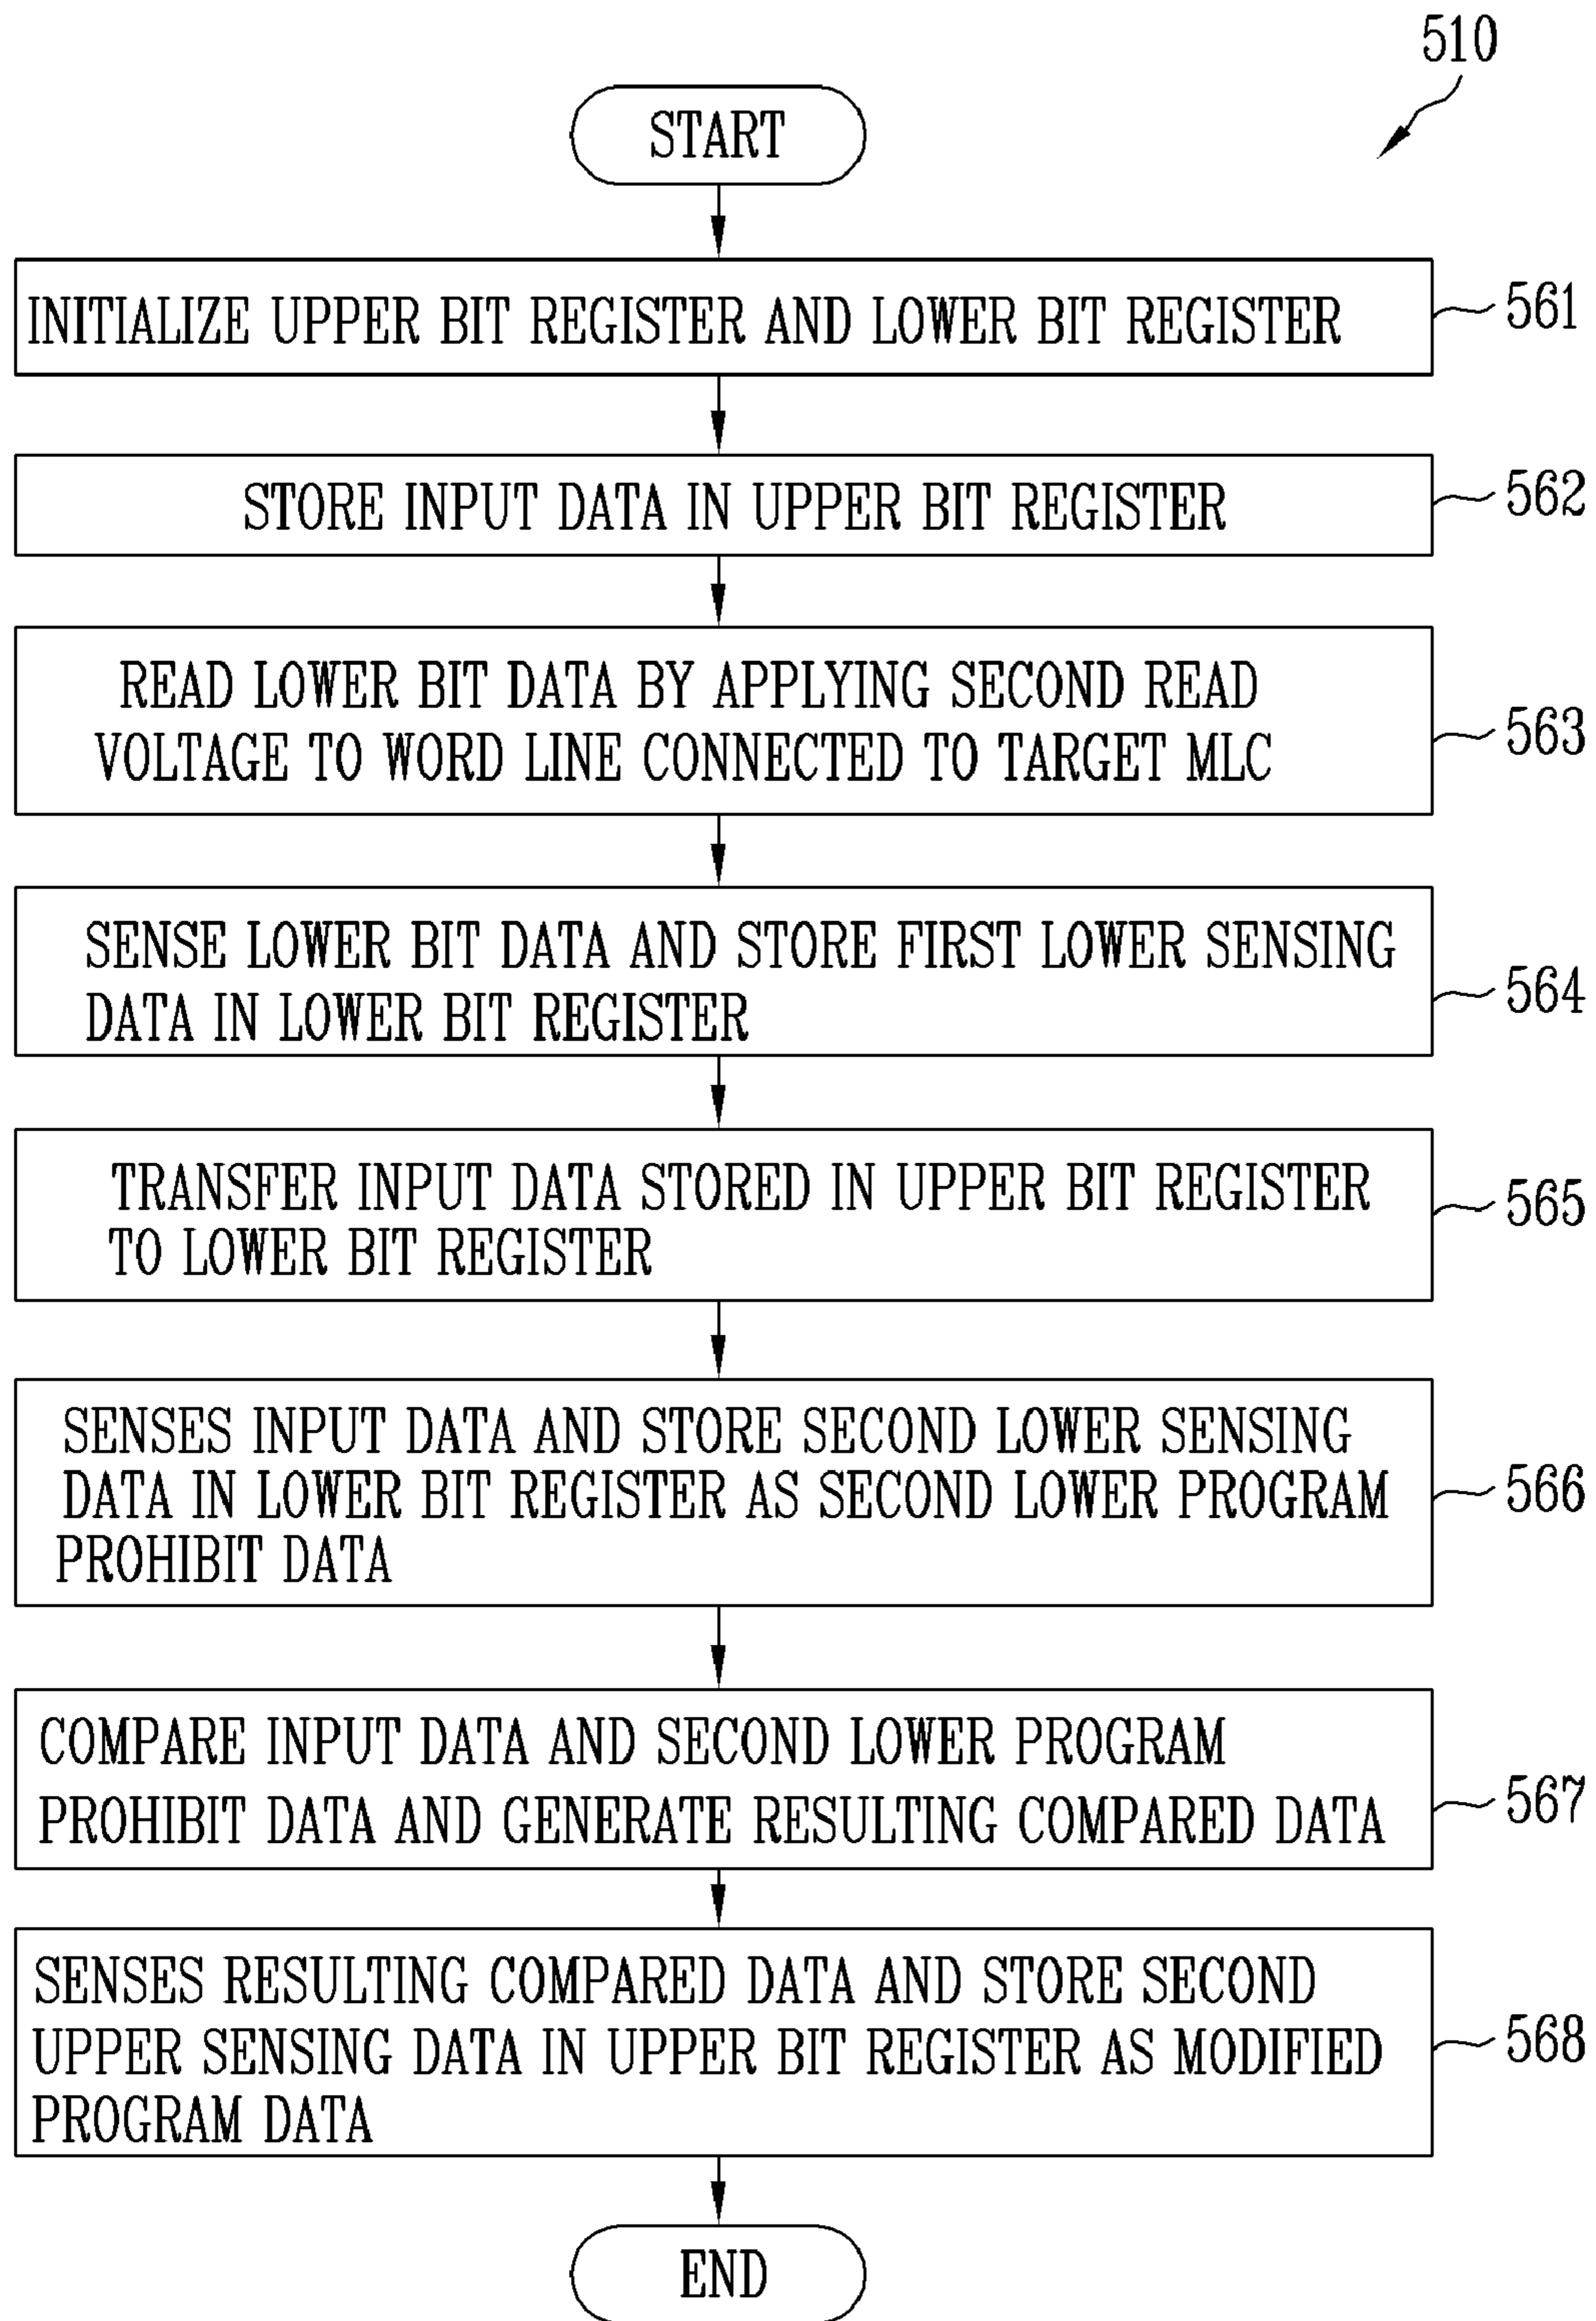 510
START
INITIALIZE UPPER BIT REGISTER AND LOWER BIT REGISTER
561
STORE INPUT DATA IN UPPER BIT REGISTER
562
READ LOWER BIT DATA BY APPLYING SECOND READ
VOLTAGE TO WORD LINE CONNECTED TO TARGET MLC
563
SENSE LOWER BIT DATA AND STORE FIRST LOWER SENSING
DATA IN LOWER BIT REGISTER
564
TRANSFER INPUT DATA STORED IN UPPER BIT REGISTER
TO LOWER BIT REGISTER
565
SENSES INPUT DATA AND STORE SECOND LOWER SENSING
DATA IN LOWER BIT REGISTER AS SECOND LOWER PROGRAM
PROHIBIT DATA
566
COMPARE INPUT DATA AND SECOND LOWER PROGRAM
PROHIBIT DATA AND GENERATE RESULTING COMPARED DATA
567
SENSES RESULTING COMPARED DATA AND STORE SECOND
UPPER SENSING DATA IN UPPER BIT REGISTER AS MODIFIED
PROGRAM DATA
568
END